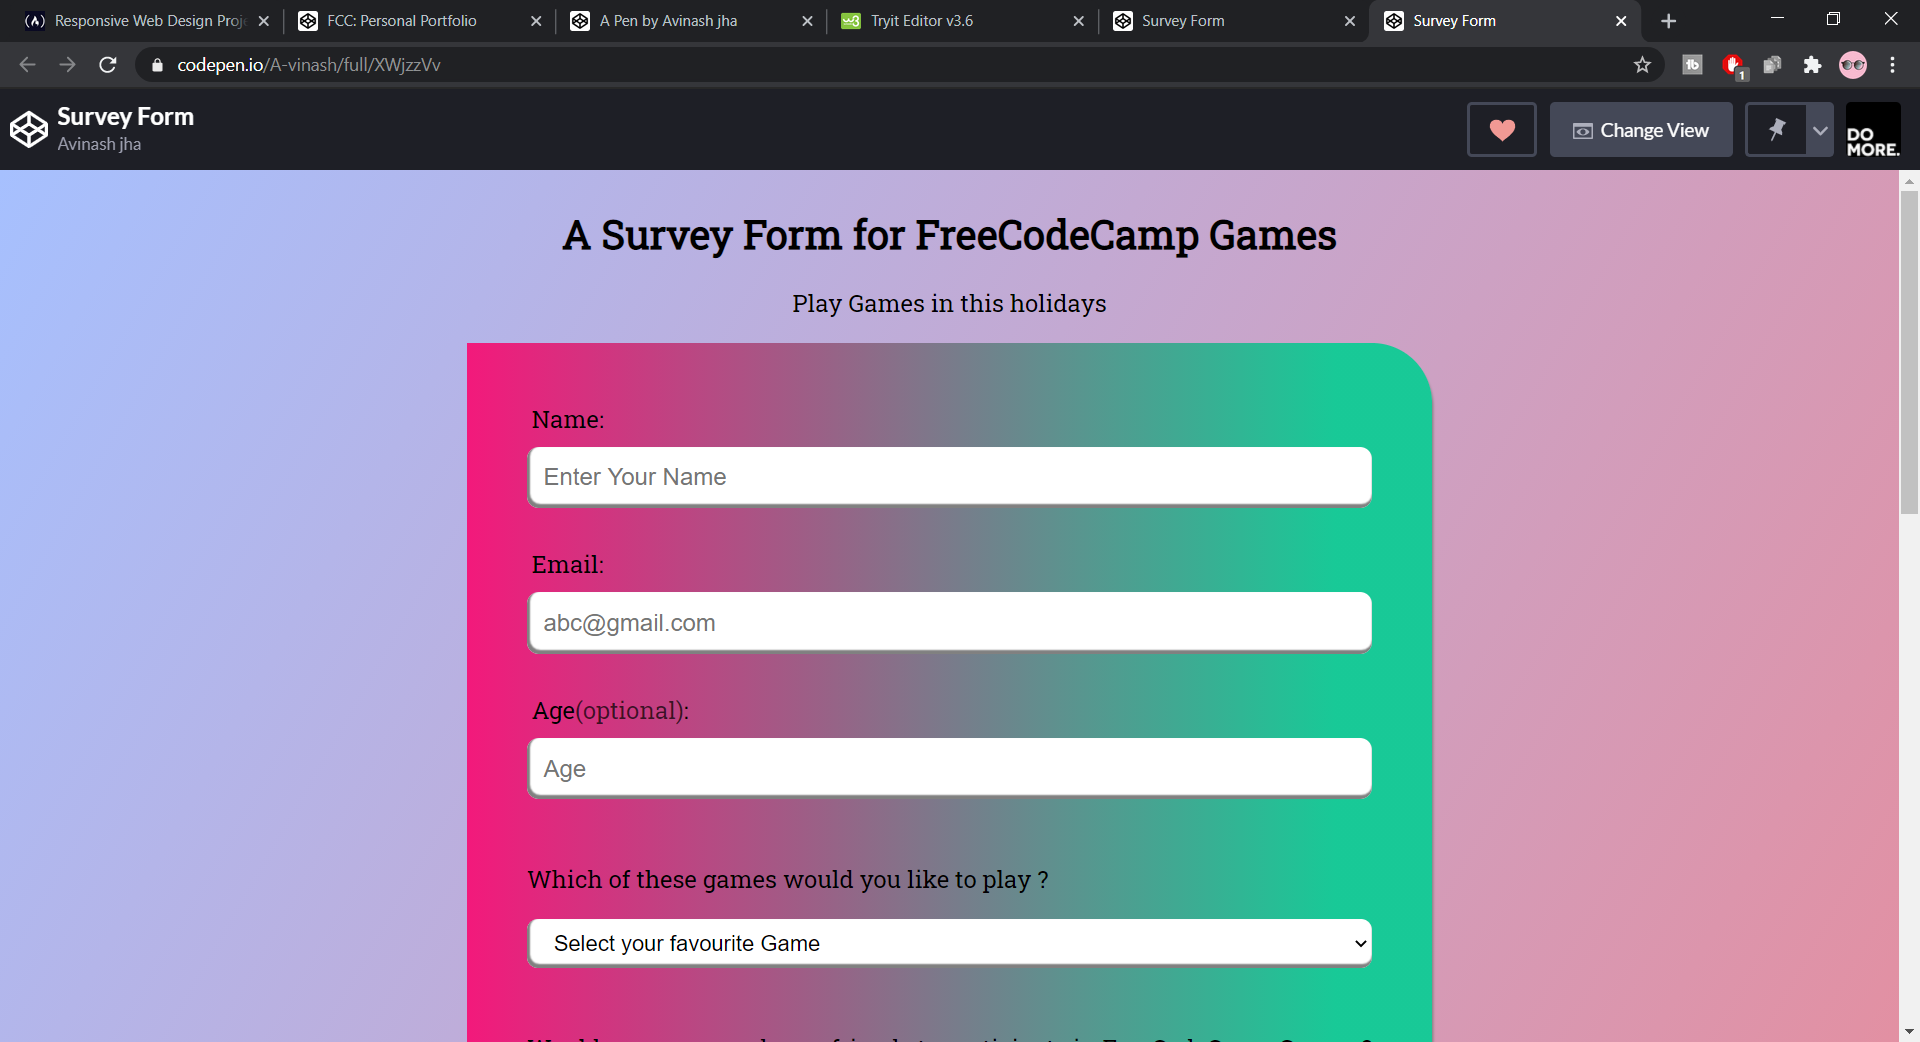 Responsive Web Design Proje
FCC: Personal Portfolio
A Pen by Avinash jha
Tryit Editor v3.6
Survey Form
Survey Form
codepen.io/A-vinash/full/XWjzzVv
1
Survey Form
Avinash jha
Change View
DO
MORE.
A Survey Form for FreeCodeCamp Games
Play Games in this holidays
Name:
Enter Your Name
Email:
abc@gmail.com
Age(optional):
Age
Which of these games would you like to play ?
Select your favourite Game